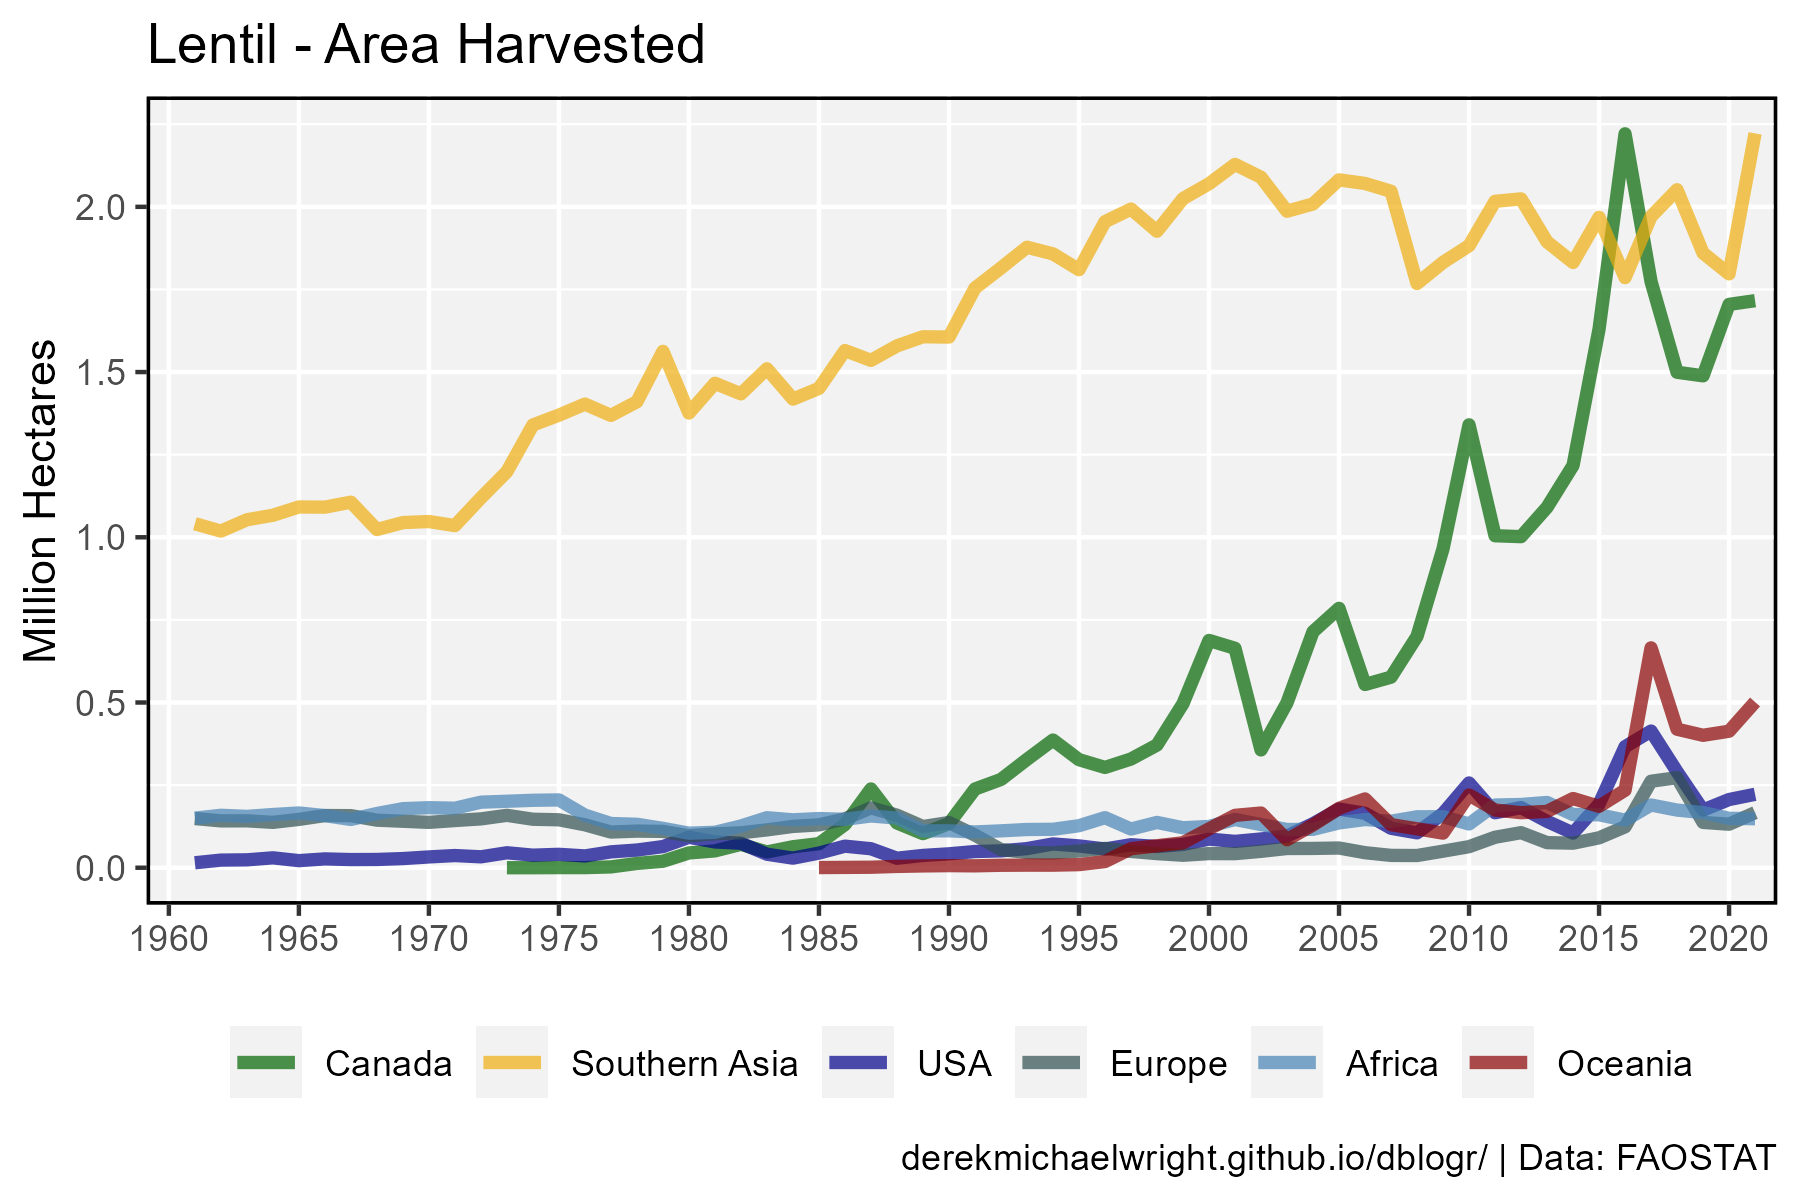 Lentil - Area Harvested
Million Hectares
2.0
1.5
1.0
0.5
0.0
1960 1965 1970 1975 1980 1985 1990 1995 2000 2005 2010 2015 2020
Canada Southern Asia USA Europe Africa Oceania
derekmichaelwright.github.io/dblogr/ | Data: FAOSTAT